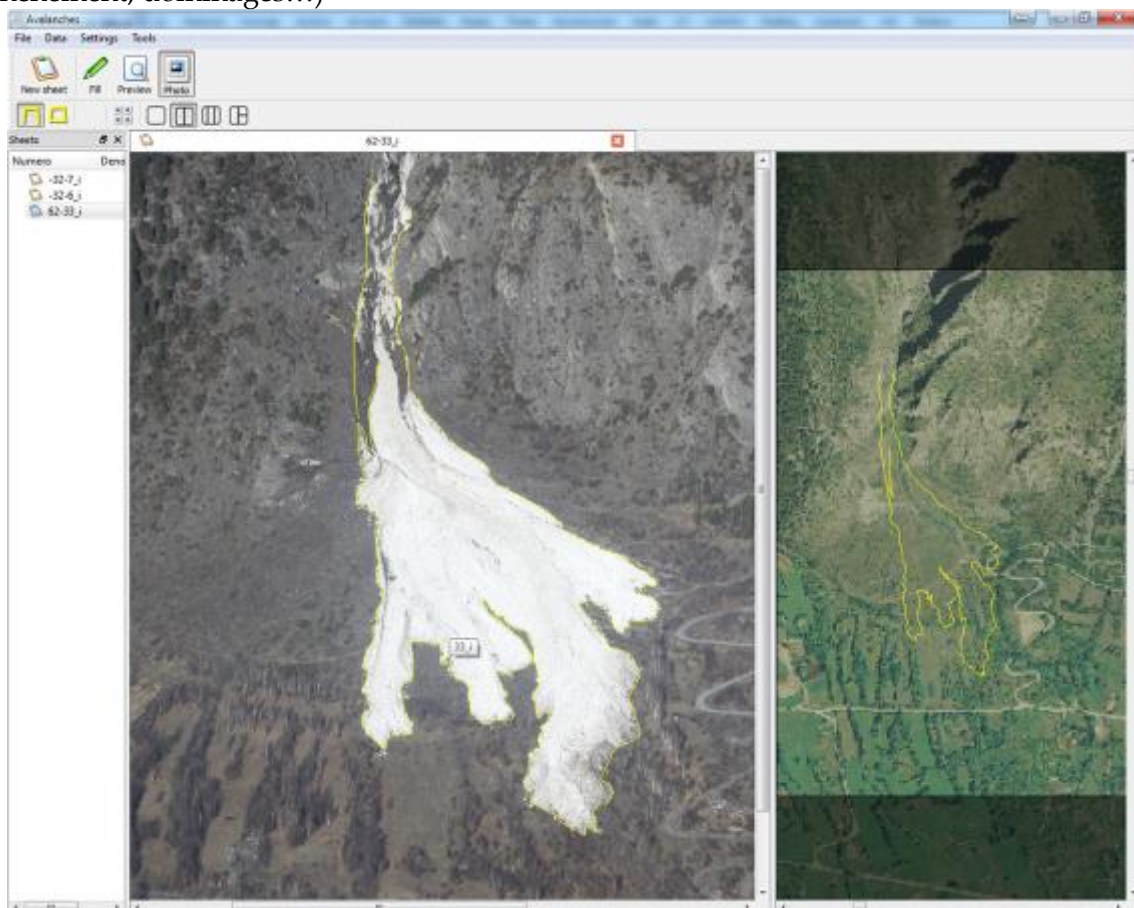 Avalanches
File Data Settings Tools
New sheet Fill Preview Photo
Sheets
62-33_i
Numero Deno
-32-7_i
-32-6_i
62-33_i
33_i